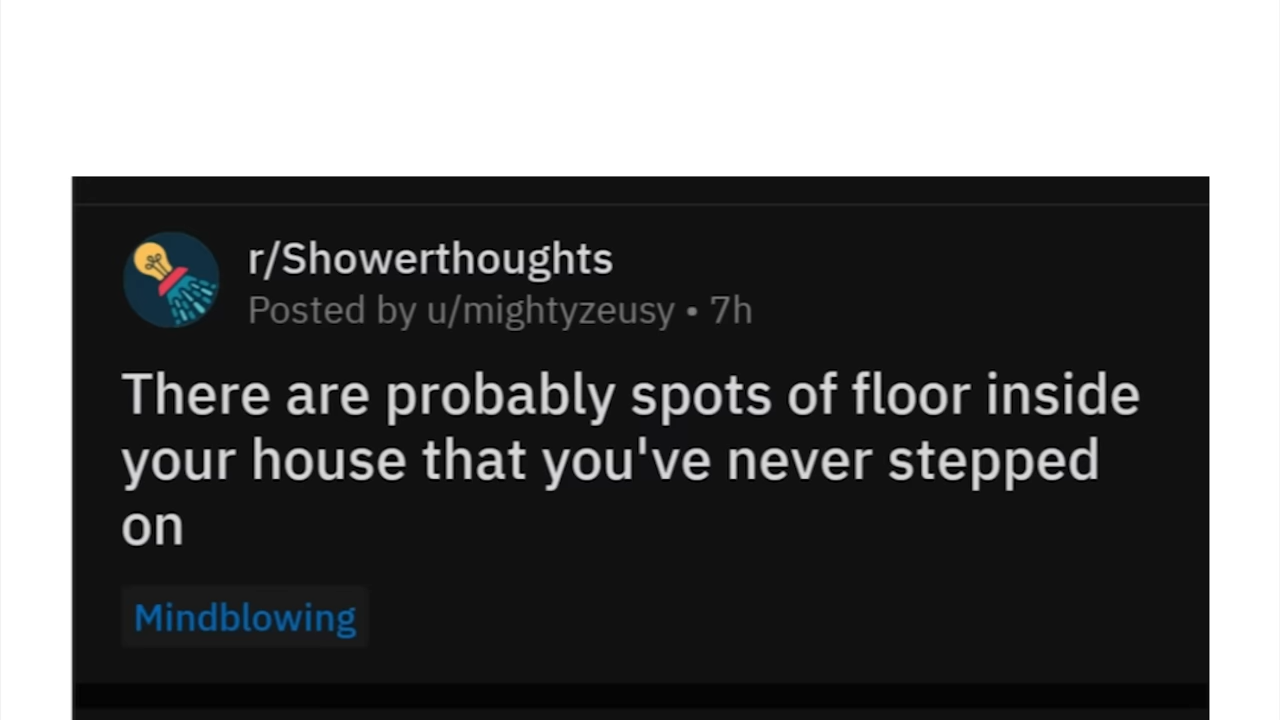 r/Showerthoughts
Posted by u/mightyzeusy • 7h
There are probably spots of floor inside
your house that you've never stepped
on
Mindblowing